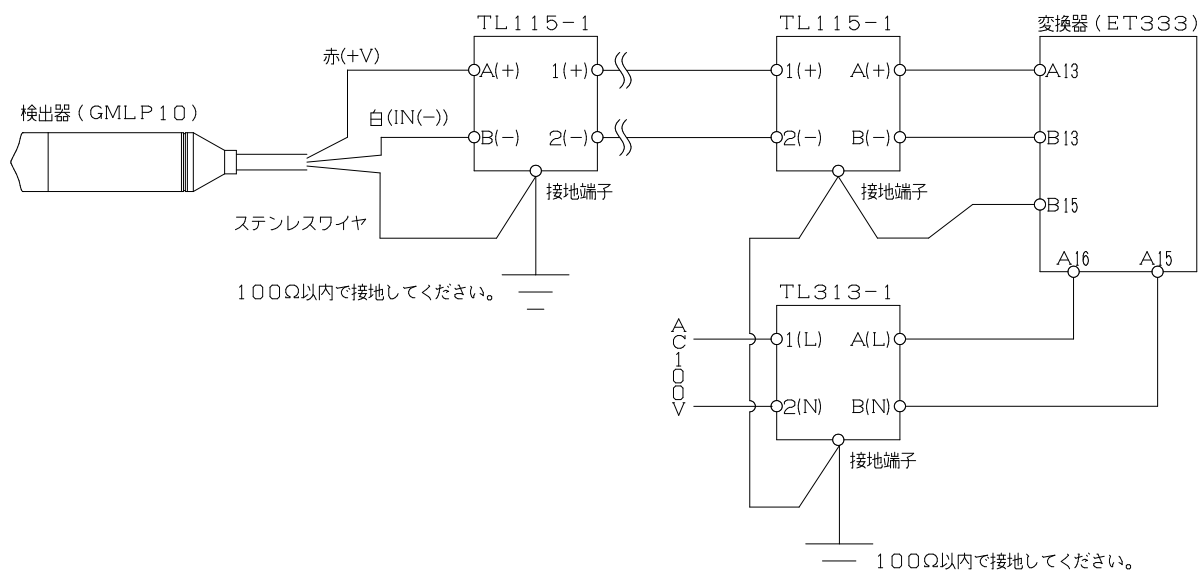 TL115-1
TL115-1
変換器(ET333)
赤(+V)
A(+)
1(+)
1(+)
A(+)
A13
検出器(GMLP10)
白(IN(-))
B(-)
2(-)
2(-)
B(-)
B13
接地端子
接地端子
B15
ステンレスワイヤ
A16
A15
100Ω以内で接地してください。
TL313-1
AC100V
1(L)
A(L)
2(N)
B(N)
接地端子
100Ω以内で接地してください。